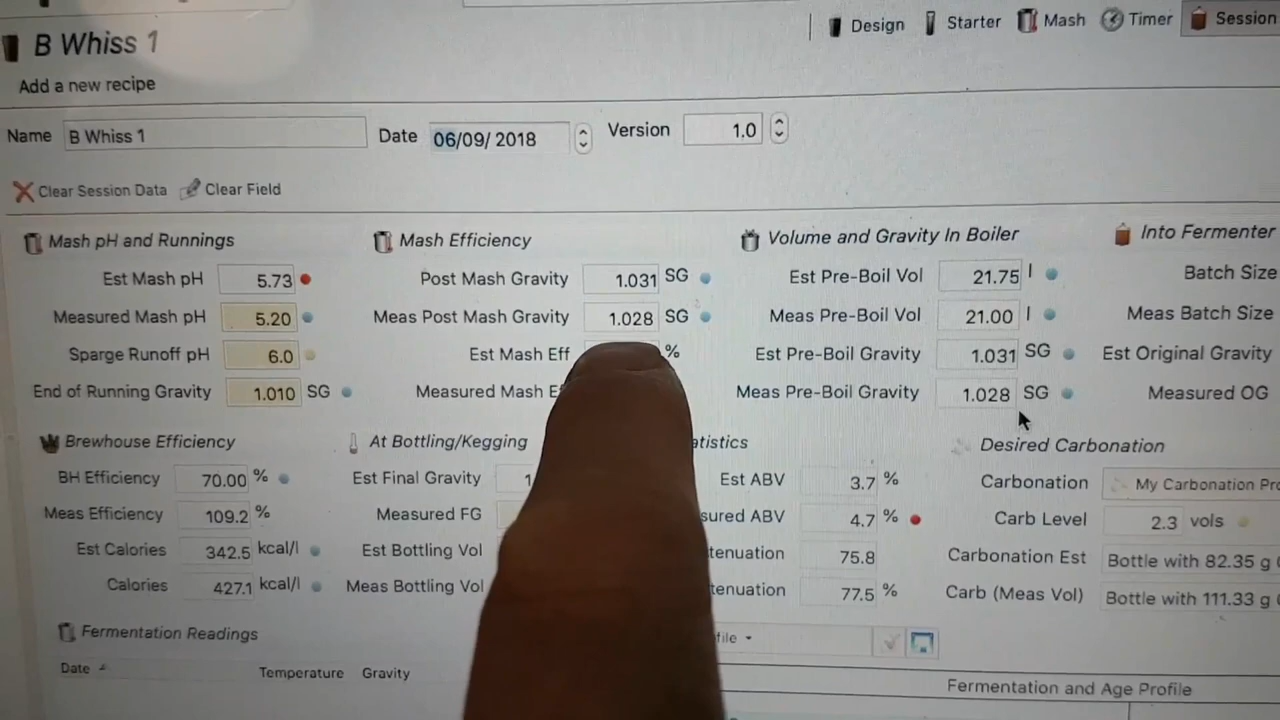 Design Starter Mash Timer Session
B Whiss 1
Add a new recipe
Name B Whiss 1 Date 06/09/ 2018 Version 1.0
Clear Session Data Clear Field
Mash pH and Runnings Mash Efficiency Volume and Gravity In Boiler Into Fermenter
Est Mash pH 5.73 Post Mash Gravity 1.031 SG Est Pre-Boil Vol 21.75 l Batch Size
Measured Mash pH 5.20 Meas Post Mash Gravity 1.028 SG Meas Pre-Boil Vol 21.00 l Meas Batch Size
Sparge Runoff pH 6.0 Est Mash Eff % Est Pre-Boil Gravity 1.031 SG Est Original Gravity
End of Running Gravity 1.010 SG Measured Mash Meas Pre-Boil Gravity 1.028 SG Measured OG
Brewhouse Efficiency At Bottling/Kegging atistics Desired Carbonation
BH Efficiency 70.00 % Est Final Gravity 1 Est ABV 3.7 % Carbonation My Carbonation Pr
Meas Efficiency 109.2 % Measured FG sured ABV 4.7 % Carb Level 2.3 vols
Est Calories 342.5 kcal/l Est Bottling Vol tenuation 75.8 Carbonation Est Bottle with 82.35 g
Calories 427.1 kcal/l Meas Bottling Vol tenuation 77.5 % Carb (Meas Vol) Bottle with 111.33 g
Fermentation Readings file
Date Temperature Gravity Fermentation and Age Profile